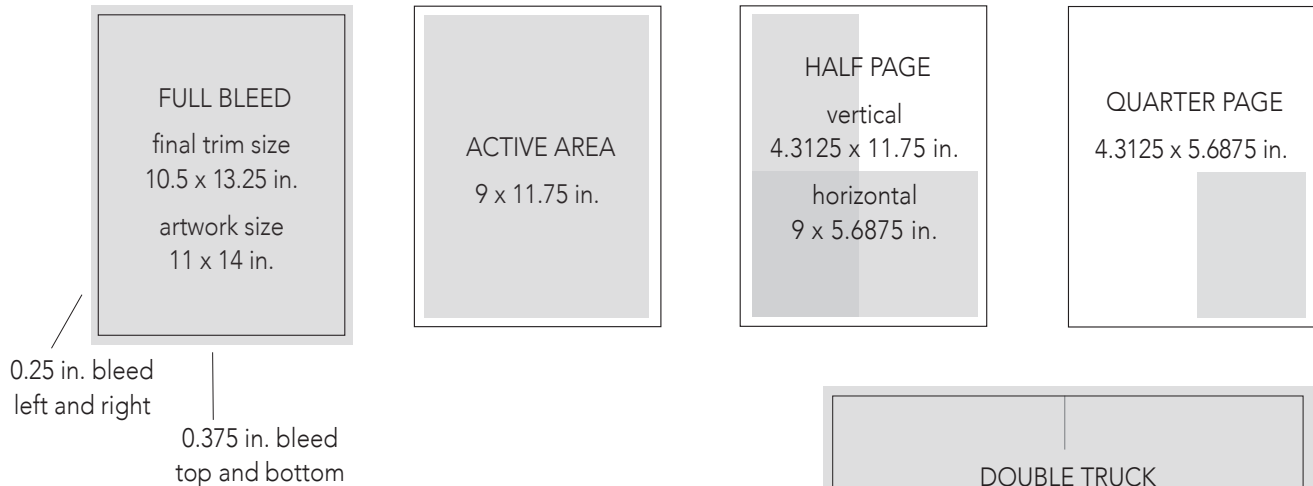 FULL BLEED
final trim size
10.5 x 13.25 in.
artwork size
11 x 14 in.
0.25 in. bleed
left and right
0.375 in. bleed
top and bottom
ACTIVE AREA
9 x 11.75 in.
HALF PAGE
vertical
4.3125 x 11.75 in.
horizontal
9 x 5.6875 in.
QUARTER PAGE
4.3125 x 5.6875 in.
DOUBLE TRUCK